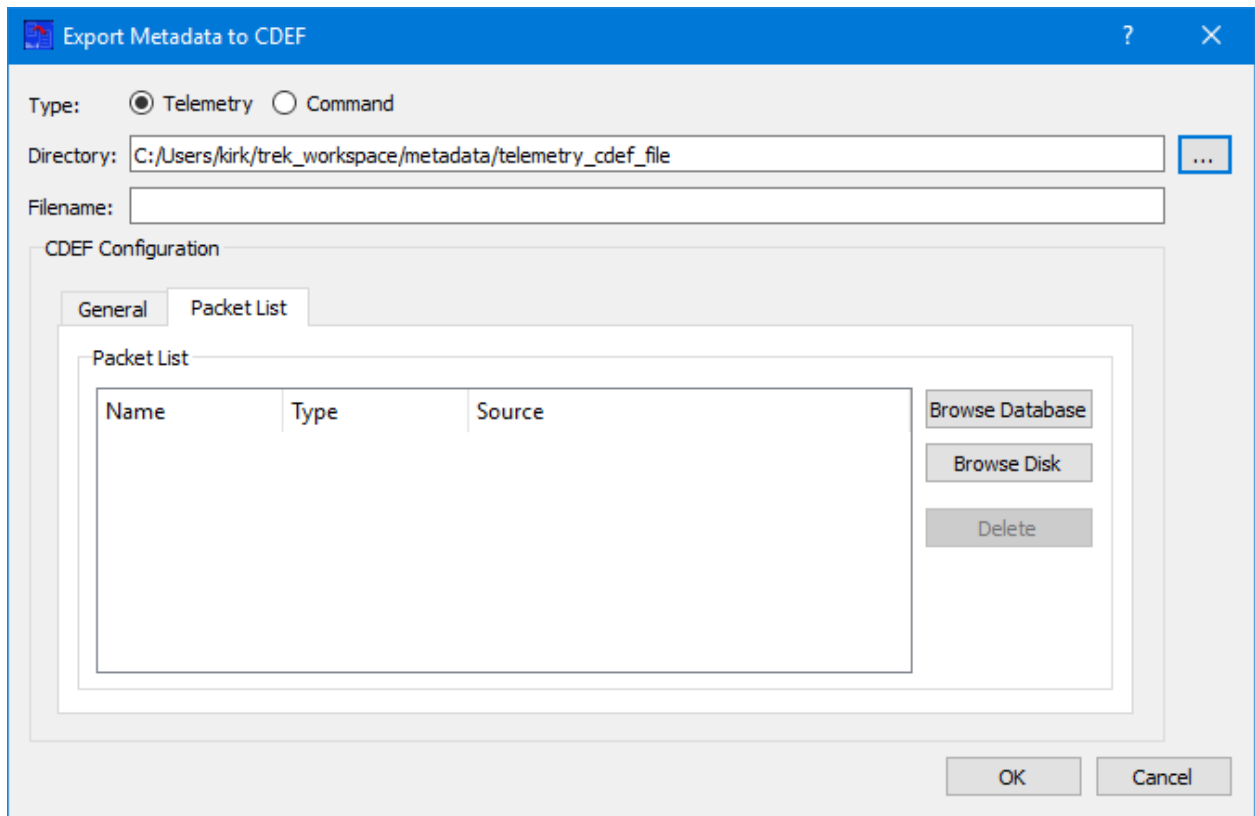 Export Metadata to CDEF ?
Type: Telemetry Command
Directory: C:/Users/kirk/trek_workspace/metadata/telemetry_cdef_file ...
Filename:
CDEF Configuration
General Packet List
Packet List
Name Type Source
Browse Database
Browse Disk
Delete
OK Cancel